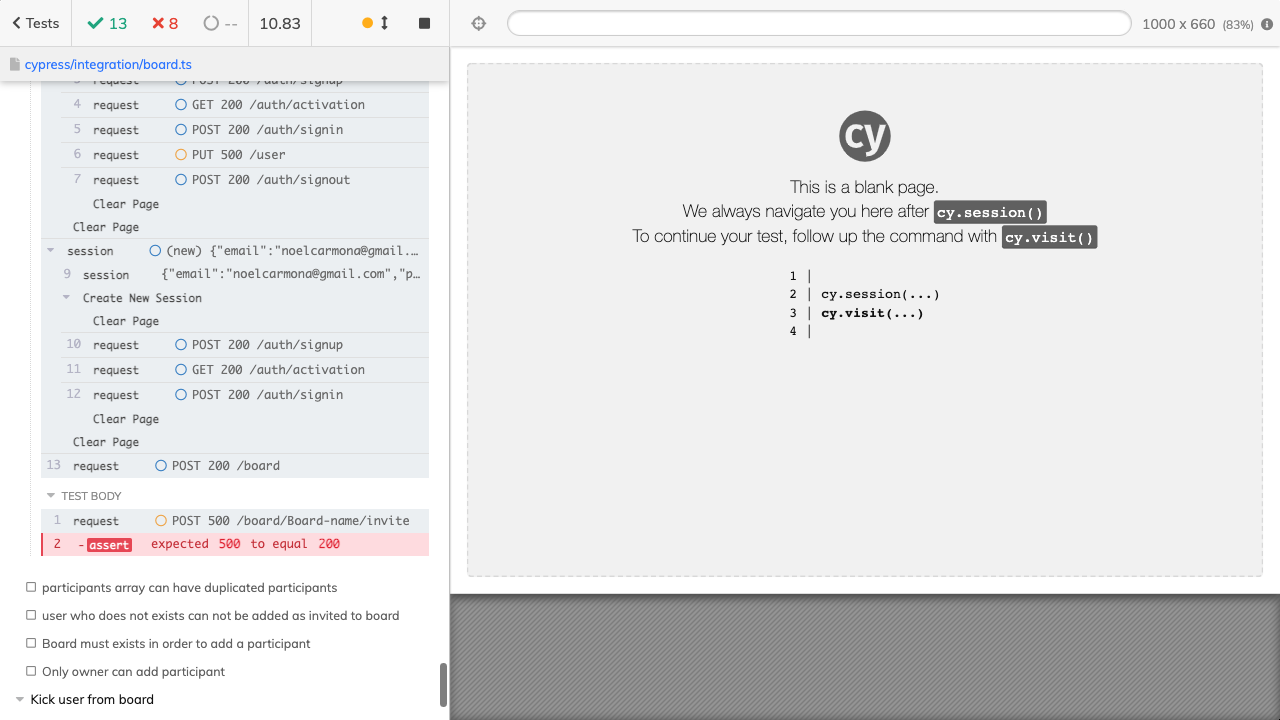 Tests
13
8
--
10.83
1000 x 660 (83%)
cypress/integration/board.ts
3 request POST 200 /auth/signup
4 request GET 200 /auth/activation
5 request POST 200 /auth/signin
6 request PUT 500 /user
7 request POST 200 /auth/signout
Clear Page
Clear Page
session (new) {"email":"noelcarmona@gmail.…
9 session {"email":"noelcarmona@gmail.com","p…
Create New Session
Clear Page
10 request POST 200 /auth/signup
11 request GET 200 /auth/activation
12 request POST 200 /auth/signin
Clear Page
Clear Page
13 request POST 200 /board
TEST BODY
1 request POST 500 /board/Board-name/invite
2 -assert expected 500 to equal 200
participants array can have duplicated participants
user who does not exists can not be added as invited to board
Board must exists in order to add a participant
Only owner can add participant
Kick user from board
cy
This is a blank page.
We always navigate you here after cy.session()
To continue your test, follow up the command with cy.visit()
1 |
2 | cy.session(...)
3 | cy.visit(...)
4 |